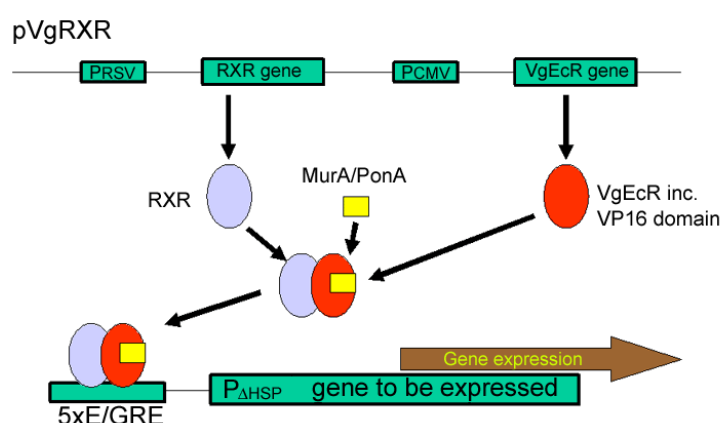 pVgRXR
PRSV
RXR gene
PCMV
VgEcR gene
MurA/PonA
RXR
VgEcR inc.
VP16 domain
Gene expression
PΔHSP gene to be expressed
5xE/GRE